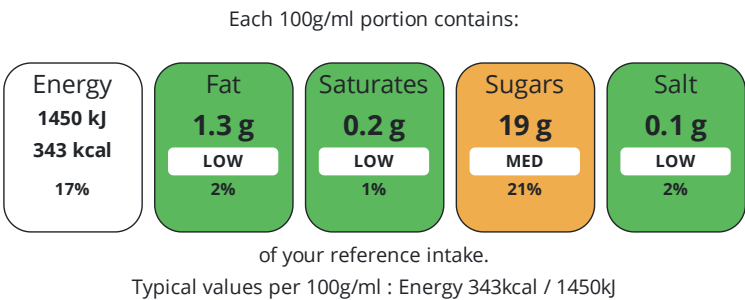 Each 100g/ml portion contains:
Energy
1450 kJ
343 kcal
17%
Fat
1.3 g
LOW
2%
Saturates
0.2 g
LOW
1%
Sugars
19 g
MED
21%
Salt
0.1 g
LOW
2%
of your reference intake.
Typical values per 100g/ml : Energy 343kcal / 1450kJ